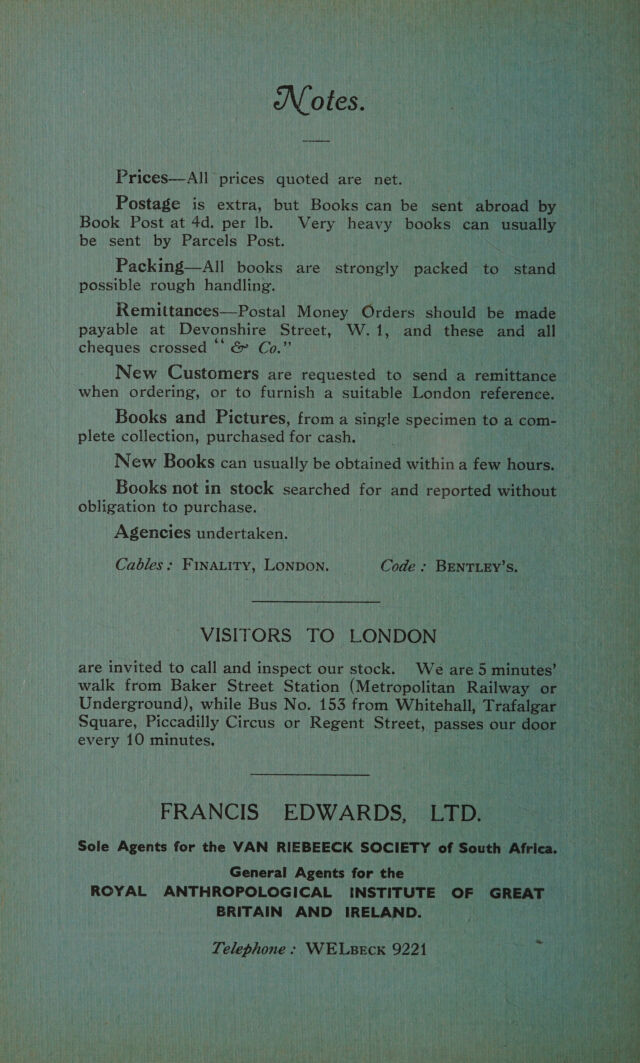 Notes.
Prices—All prices quoted are net.
Postage is extra, but Books can be sent abroad by
Book Post at 4d. per lb. Very heavy books can usually
be sent by Parcels Post.
Packing—All books are strongly packed to stand
possible rough handling.
Remittances—Postal Money Orders should be made
payable at Devonshire Street, W. 1, and these and all
cheques crossed “ & Co.”
New Customers are requested to send a remittance
when ordering, or to furnish a suitable London reference.
Books and Pictures, from a single specimen to a com-
plete collection, purchased for cash.
New Books can usually be obtained within a few hours.
Books not in stock searched for and reported without
obligation to purchase.
Agencies undertaken.
Cables : FINALITY, LONDON. Code : BENTLEY'S.
VISITORS TO LONDON
are invited to call and inspect our stock. We are 5 minutes'
walk from Baker Street Station (Metropolitan Railway or
Underground), while Bus No. 153 from Whitehall, Trafalgar
Square, Piccadilly Circus or Regent Street, passes our door
every 10 minutes.
FRANCIS EDWARDS, LTD.
Sole Agents for the VAN RIEBEECK SOCIETY of South Africa.
General Agents for the
ROYAL ANTHROPOLOGICAL INSTITUTE OF GREAT
BRITAIN AND IRELAND.
Telephone : WELBECK 9221